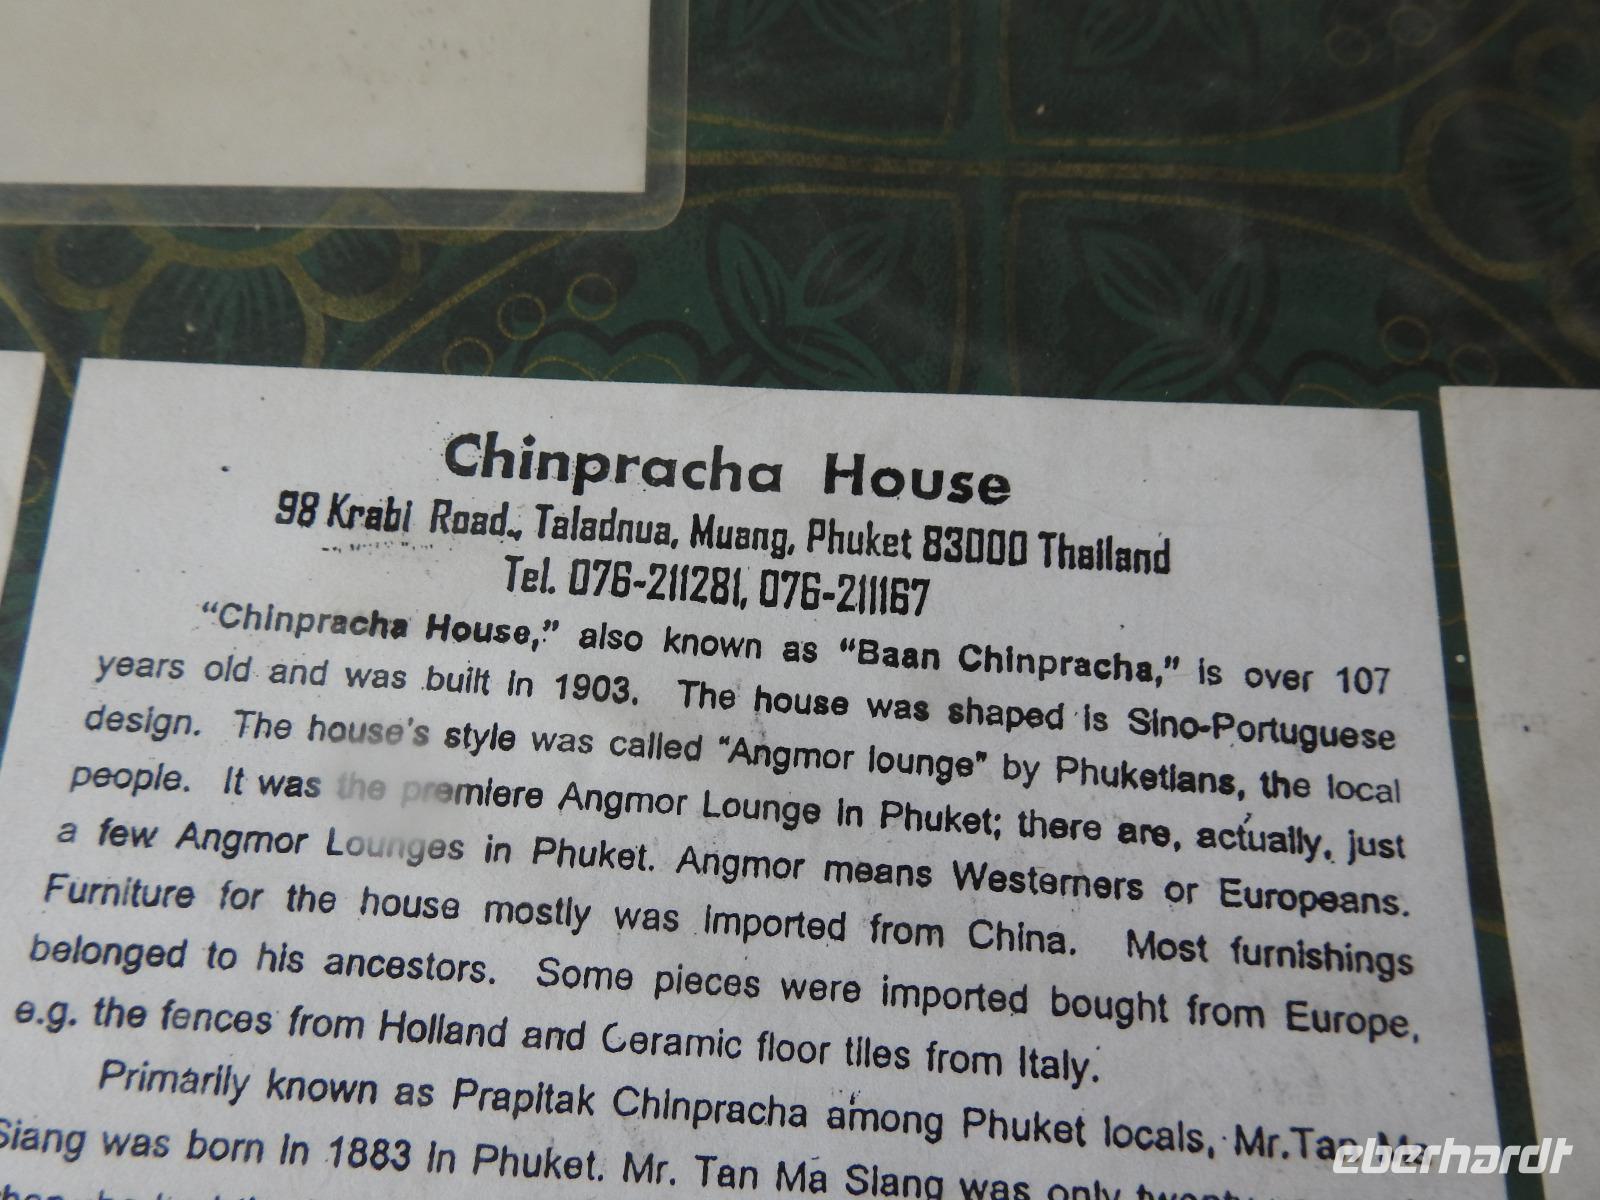 Chinpracha House
98 Krabi Road., Taladnua, Muang, Phuket 83000 Thailand
Tel. 076-211281, 076-211167
“Chinpracha House,” also known as “Baan Chinpracha,” is over 107
years old and was built in 1903. The house was shaped is Sino-Portuguese
design. The house's style was called “Angmor lounge” by Phuketians, the local
people. It was the premiere Angmor Lounge in Phuket; there are, actually, just
a few Angmor Lounges in Phuket. Angmor means Westerners or Europeans.
Furniture for the house mostly was imported from China. Most furnishings
belonged to his ancestors. Some pieces were imported bought from Europe,
e.g. the fences from Holland and Ceramic floor tiles from Italy.
Primarily known as Prapitak Chinpracha among Phuket locals, Mr.Tan Ma
Siang was born in 1883 in Phuket. Mr. Tan Ma Siang was only
eberhardt